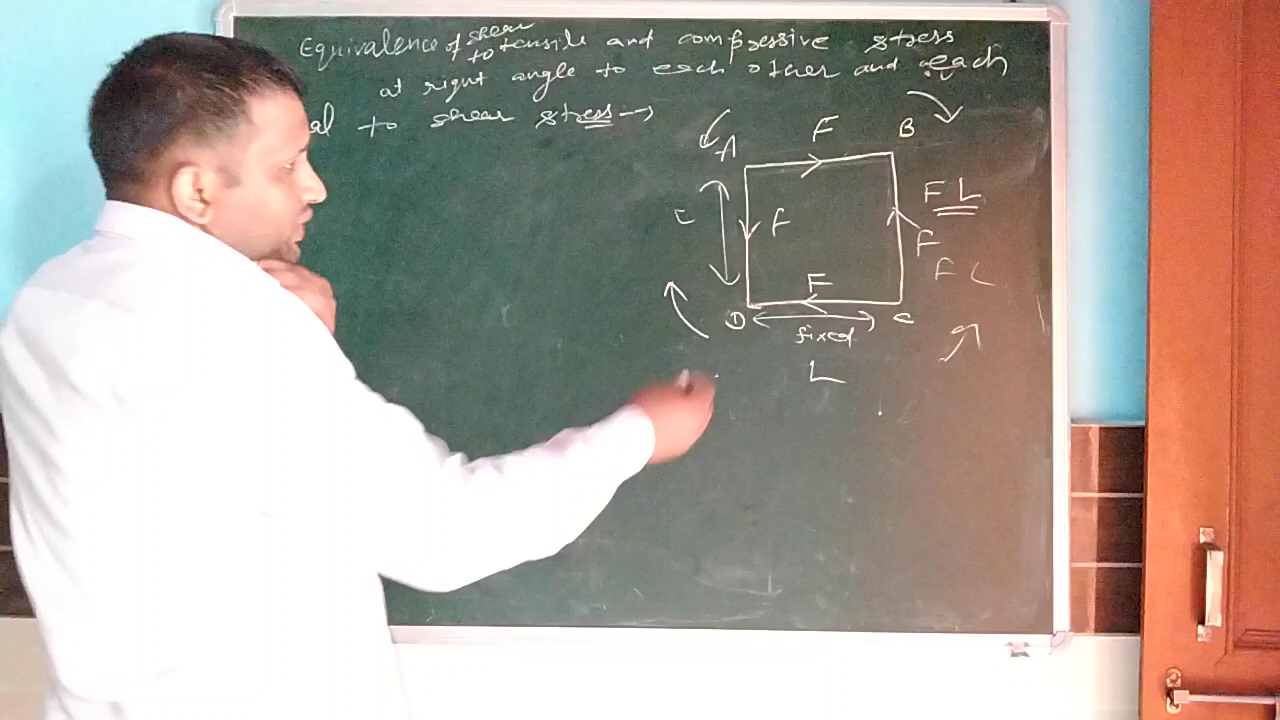 Equivalence of shear
to tensile and compressive stress
at right angle to each other and each
al to shear stress →
A F B
L F F L
F
F L
F
D fixed C
L